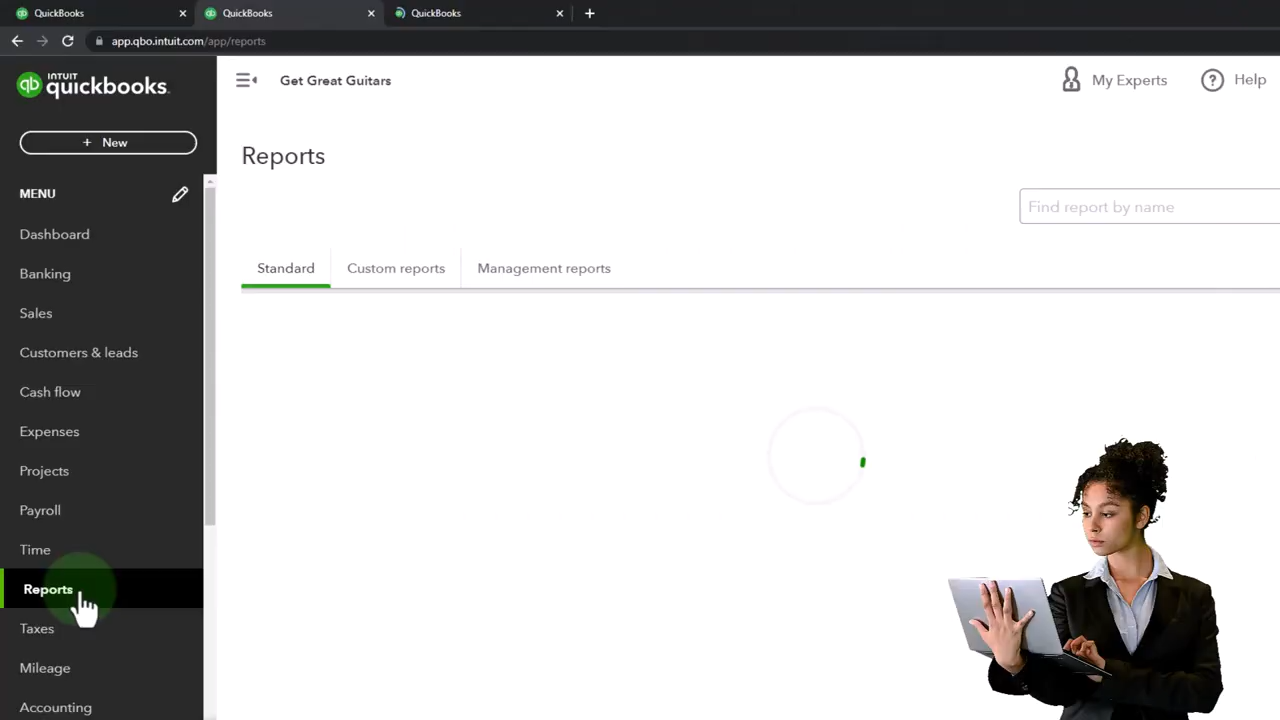 QuickBooks
QuickBooks
QuickBooks
app.qbo.intuit.com/app/reports
qb INTUIT quickbooks.
Get Great Guitars
My Experts
Help
+ New
Reports
MENU
Find report by name
Dashboard
Standard
Custom reports
Management reports
Banking
Sales
Customers & leads
Cash flow
Expenses
Projects
Payroll
Time
Reports
Taxes
Mileage
Accounting